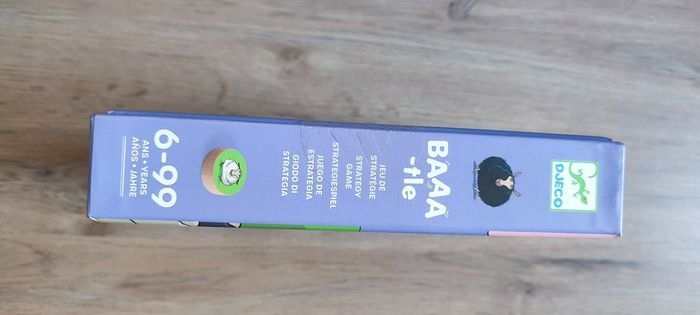 DJECO
BAAA
-tle
JEU DE
STRATÉGIE
STRATEGY
GAME
STRATEGIESPIEL
JUEGO DE
ESTRATEGIA
GIOCO DI
STRATEGIA
6-99
ANS • YEARS
AÑOS • JAHRE